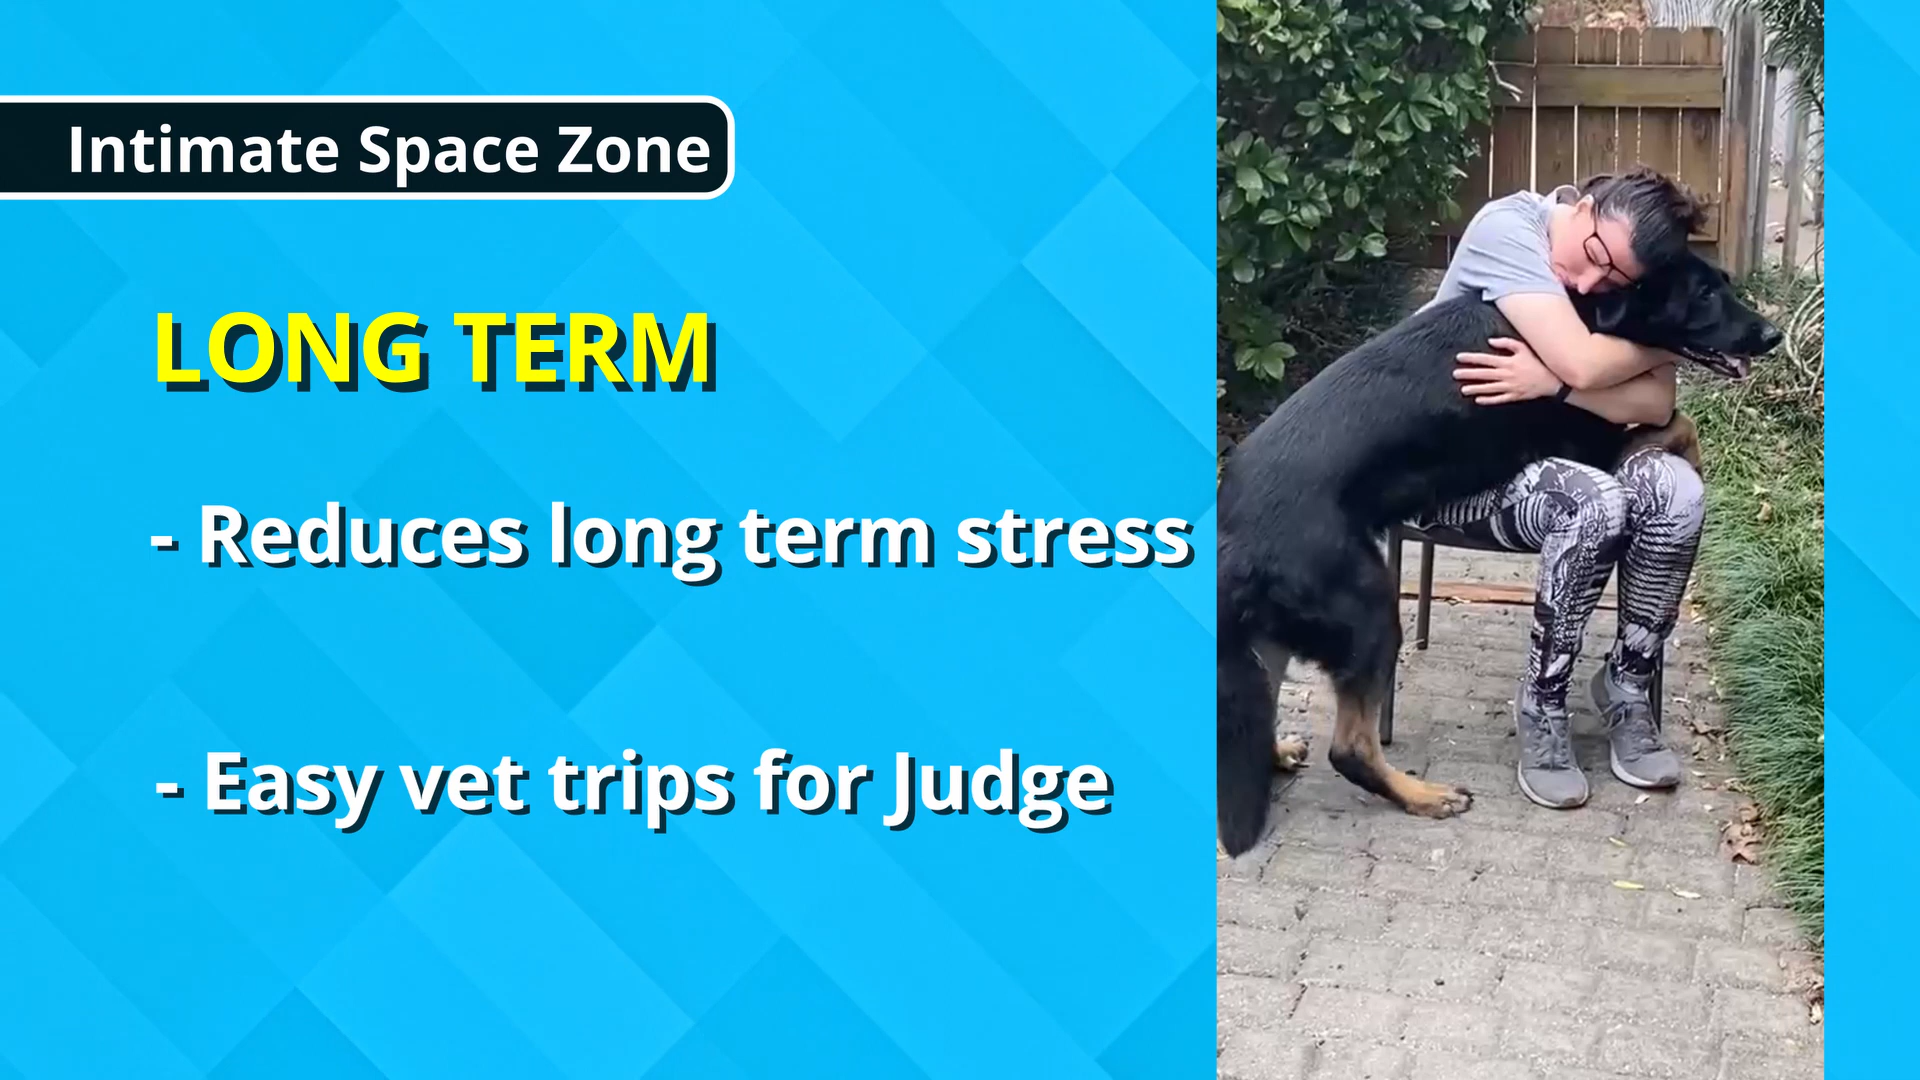 Intimate Space Zone
LONG TERM
- Reduces long term stress
- Easy vet trips for Judge